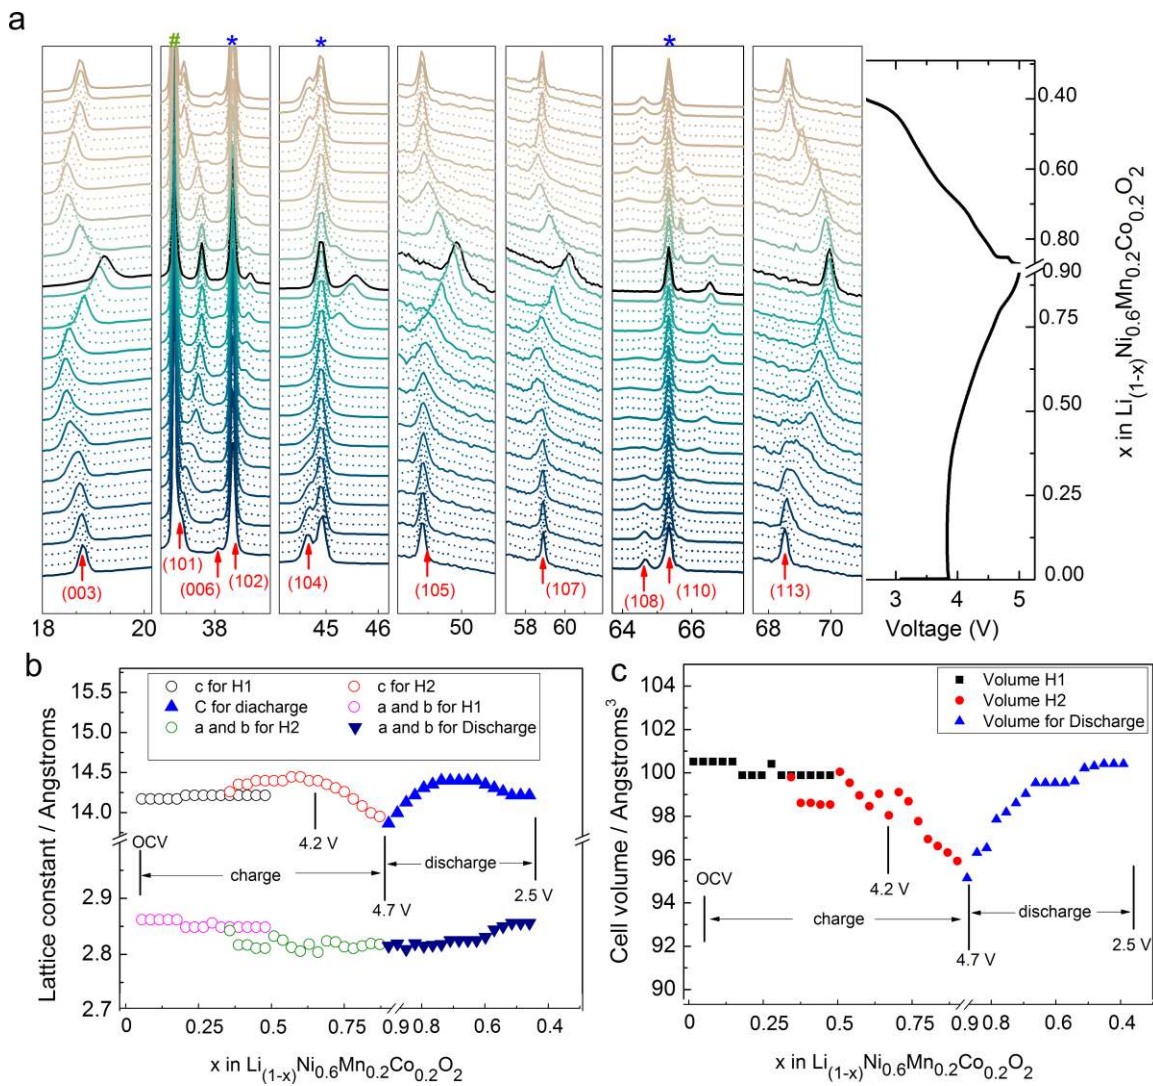 a
# * * *
0.40
0.60
0.80
0.90
0.75
0.50
0.25
0.00
x in Li(1-x)Ni0.6Mn0.2Co0.2O2
(003) (101) (006) (102) (104) (105) (107) (108) (110) (113)
18 20 38 45 46 50 58 60 64 66 68 70 3 4 5
Voltage (V)
b
15.5
15.0
14.5
14.0
2.9
2.8
2.7
Lattice constant / Angstroms
c for H1
c for H2
C for diacharge
a and b for H1
a and b for H2
a and b for Discharge
OCV
4.2 V
charge
discharge
4.7 V
2.5 V
0 0.25 0.50 0.75 0.9 0.8 0.6 0.4
x in Li(1-x)Ni0.6Mn0.2Co0.2O2
c
104
102
100
98
96
94
92
90
Cell volume / Angstroms3
Volume H1
Volume H2
Volume for Discharge
4.2 V
OCV
charge
discharge
4.7 V
2.5 V
0 0.25 0.50 0.75 0.9 0.8 0.6 0.4
x in Li(1-x)Ni0.6Mn0.2Co0.2O2